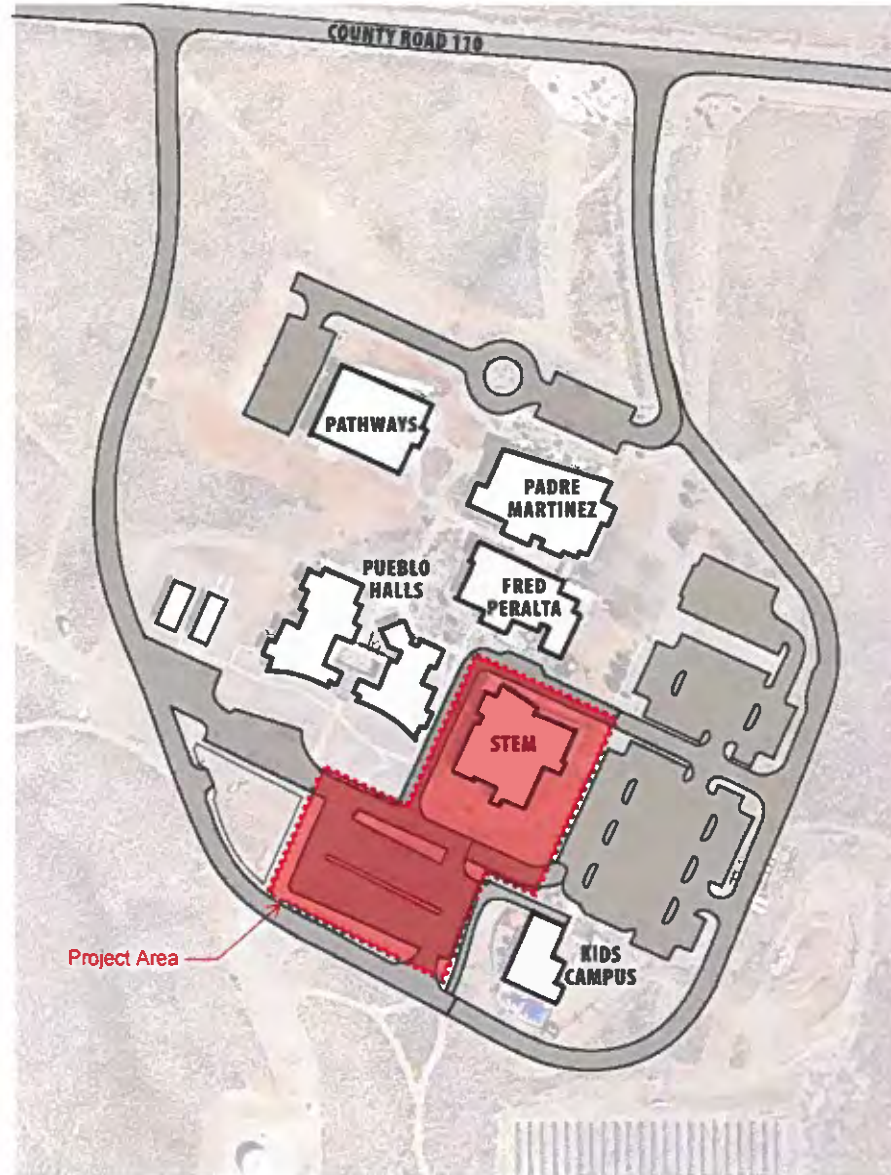 COUNTY ROAD 110
PATHWAYS
PADRE
MARTINEZ
PUEBLO
HALLS
FRED
PERALTA
STEM
Project Area
KIDS
CAMPUS